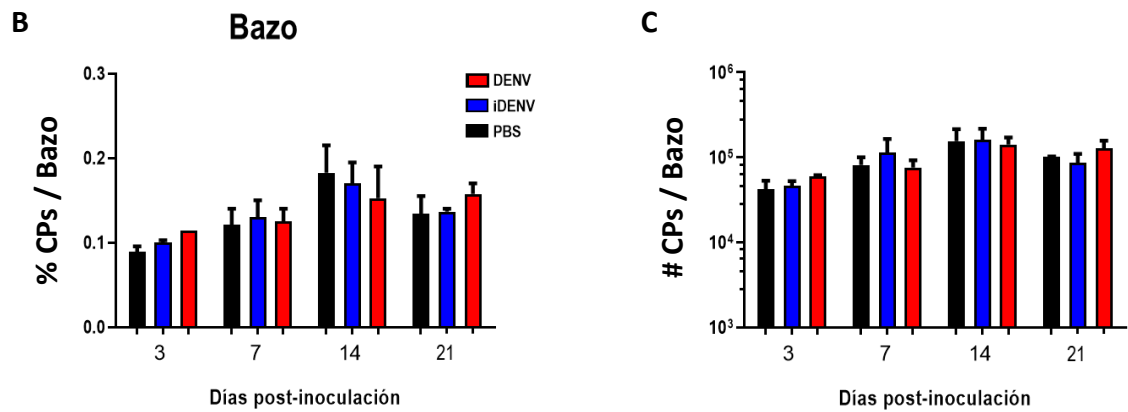 B
Bazo
% CPs / Bazo
0.3
0.2
0.1
0.0
DENV
iDENV
PBS
3 7 14 21
Días post-inoculación
C
# CPs / Bazo
10⁶
10⁵
10⁴
10³
3 7 14 21
Días post-inoculación